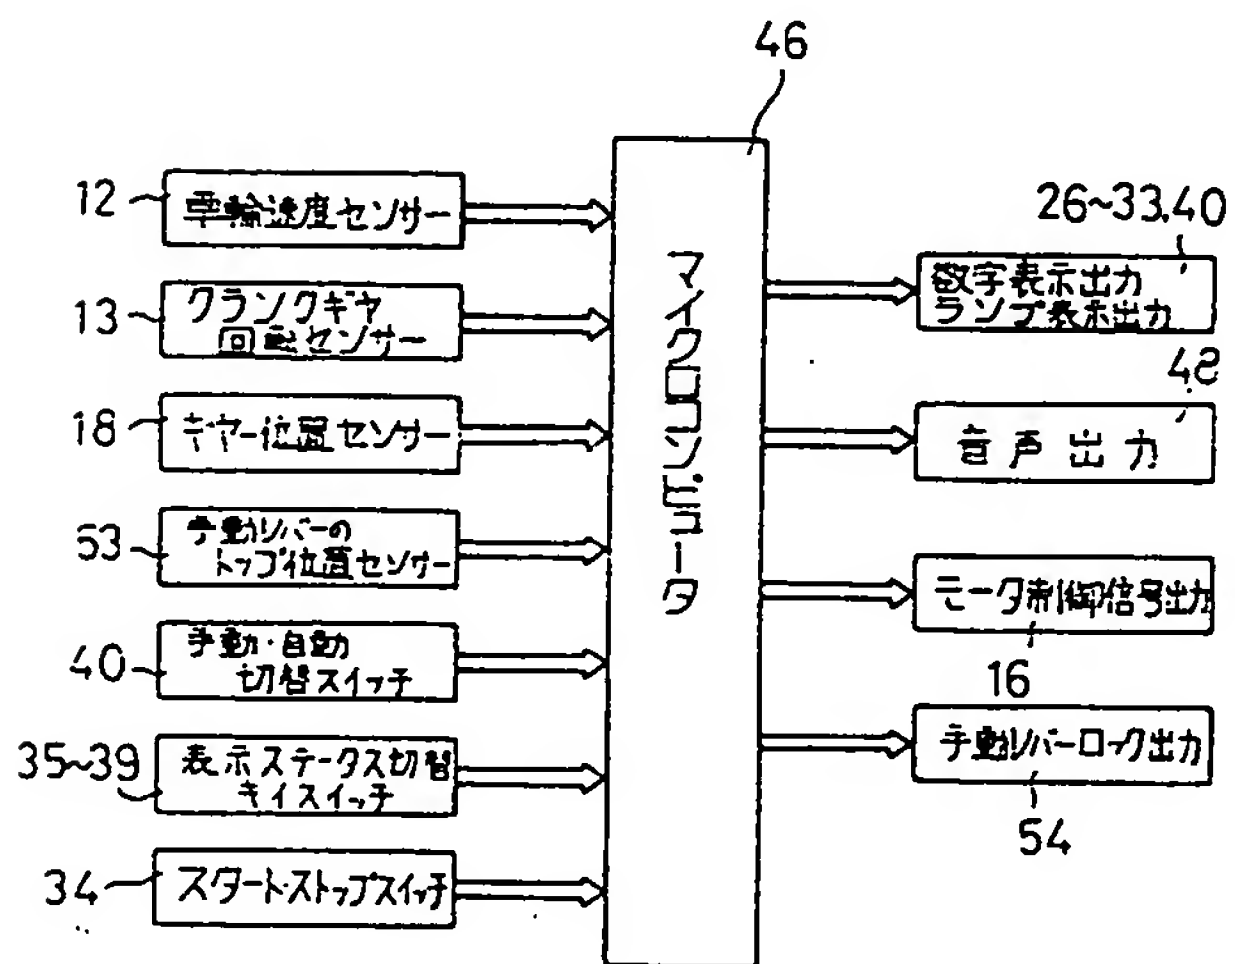 46
12
車輪速度センサー
13
クランクギヤ
回転センサー
18
ギヤー位置センサー
53
手動レバーの
トップ位置センサー
40
手動・自動
切替スイッチ
35~39
表示ステータス切替
キイスイッチ
34
スタート・ストップスイッチ
マイクロコンピュータ
26~33,40
数字表示出力
ランプ表示出力
48
音声出力
モータ制御信号出力
16
手動レバーロック出力
54